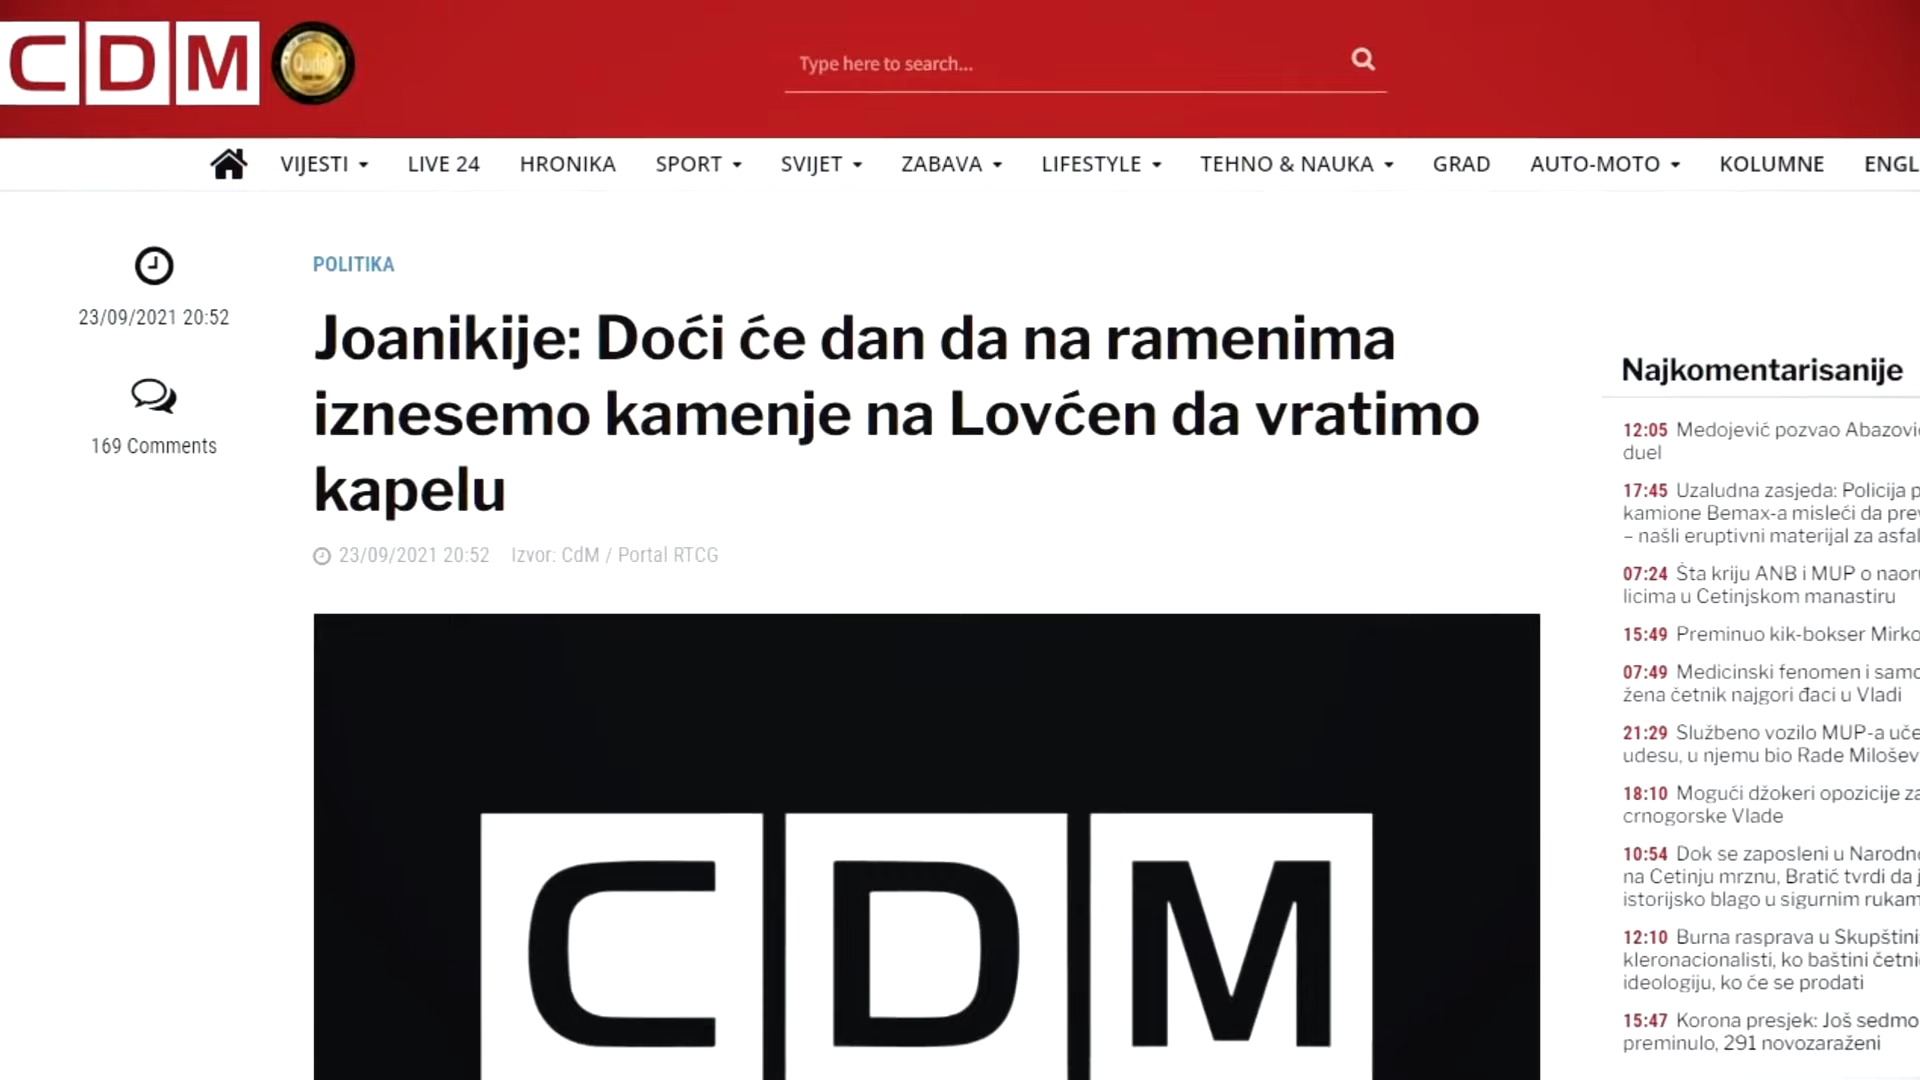 CDM
Type here to search...
VIJESTI LIVE 24 HRONIKA SPORT SVIJET ZABAVA LIFESTYLE TEHNO & NAUKA GRAD AUTO-MOTO KOLUMNE ENGL
23/09/2021 20:52
169 Comments
POLITIKA
Joanikije: Doći će dan da na ramenima
iznesemo kamenje na Lovćen da vratimo
kapelu
23/09/2021 20:52 Izvor: CdM / Portal RTCG
CDM
Najkomentarisanije
12:05 Medojević pozvao
duel
17:45 Uzaludna zasjeda: Policija
kamione Bemax-a misleći da
– našli eruptivni materijal za
07:24 Šta kriju ANB i MUP o
licima u Cetinjskom manastiru
15:49 Preminuo kik-bokser Mirko
07:49 Medicinski fenomen i
žena četnik najgori đaci u Vladi
21:29 Službeno vozilo MUP-a
udesu, u njemu bio Rade
18:10 Mogući džokeri opozicije
crnogorske Vlade
10:54 Dok se zaposleni u
na Cetinju mrznu, Bratić tvrdi da
istorijsko blago u sigurnim
12:10 Burna rasprava u Skupštini
kleronacionalisti, ko baštini
ideologiju, ko će se prodati
15:47 Korona presjek: Još sedmo
preminulo, 291 novozaraženi